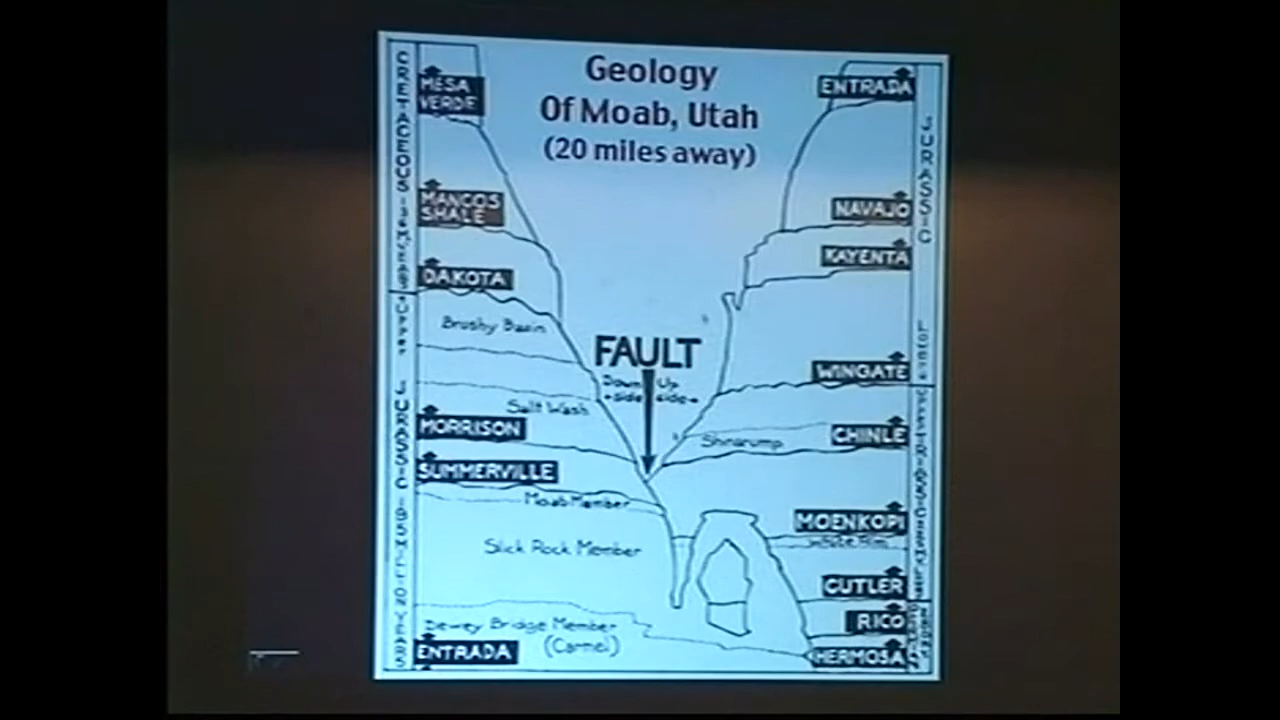 Geology
Of Moab, Utah
(20 miles away)
CRETACEOUS
MESA
VERDE
MANCOS
SHALE
DAKOTA
UPPER JURASSIC
Brushy Basin
Salt Wash
MORRISON
SUMMERVILLE
Moab Member
Slick Rock Member
Dewey Bridge Member
(Carmel)
ENTRADA
FAULT
Down Up
side side
ENTRADA
JURASSIC
NAVAJO
KAYENTA
WINGATE
Shinarump
CHINLE
MOENKOPI
White Rim
CUTLER
RICO
HERMOSA